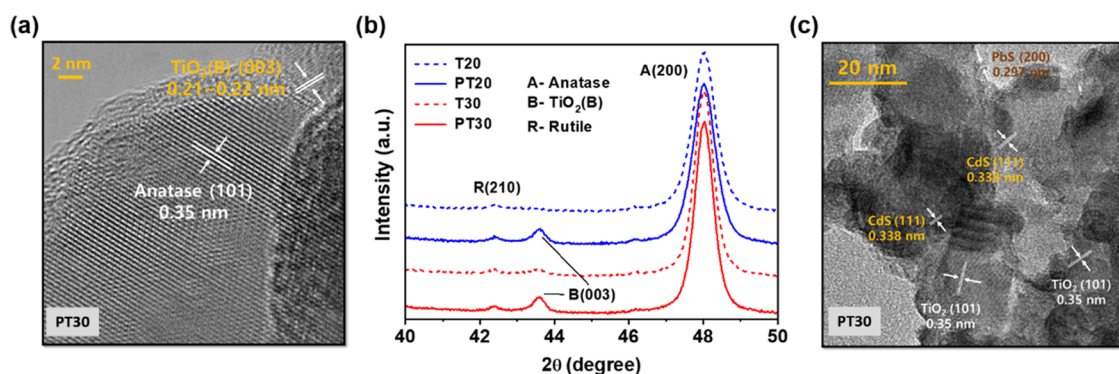 (a)
2 nm
TiO2(B) (003)
0.21~0.22 nm
Anatase (101)
0.35 nm
PT30
(b)
Intensity (a.u.)
T20
PT20
T30
PT30
A- Anatase
B- TiO2(B)
R- Rutile
A(200)
R(210)
B(003)
40
42
44
46
48
50
2θ (degree)
(c)
20 nm
PbS (200)
0.297 nm
CdS (111)
0.338 nm
CdS (111)
0.338 nm
TiO2 (101)
0.35 nm
TiO2 (101)
0.35 nm
PT30